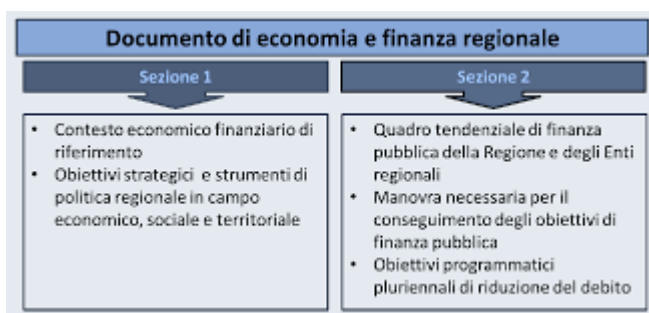 Documento di economia e finanza regionale
Sezione 1
• Contesto economico finanziario di
riferimento
• Obiettivi strategici e strumenti di
politica regionale in campo
economico, sociale e territoriale
Sezione 2
• Quadro tendenziale di finanza
pubblica della Regione e degli Enti
regionali
• Manovra necessaria per il
conseguimento degli obiettivi di
finanza pubblica
• Obiettivi programmatici
pluriennali di riduzione del debito